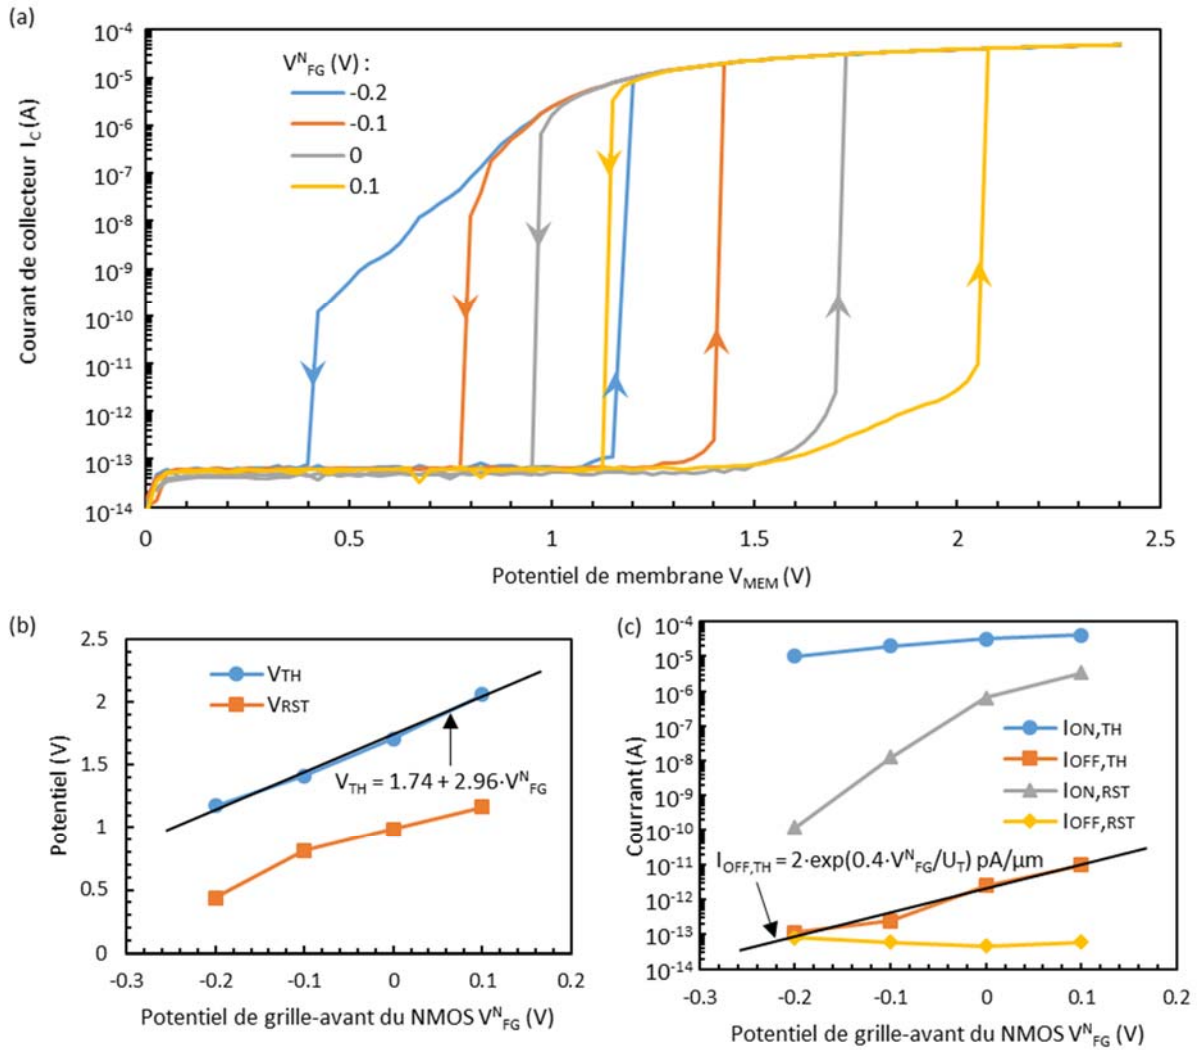 (a)
10⁻⁴
10⁻⁵
10⁻⁶
10⁻⁷
10⁻⁸
10⁻⁹
10⁻¹⁰
10⁻¹¹
10⁻¹²
10⁻¹³
10⁻¹⁴
Courant de collecteur I_C (A)
V^N_FG (V) :
-0.2
-0.1
0
0.1
0 0.5 1 1.5 2 2.5
Potentiel de membrane V_MEM (V)
(b)
2.5
2
1.5
1
0.5
0
Potentiel (V)
V_TH
V_RST
V_TH = 1.74 + 2.96·V^N_FG
-0.3 -0.2 -0.1 0 0.1 0.2
Potentiel de grille-avant du NMOS V^N_FG (V)
(c)
10⁻⁴
10⁻⁵
10⁻⁶
10⁻⁷
10⁻⁸
10⁻⁹
10⁻¹⁰
10⁻¹¹
10⁻¹²
10⁻¹³
10⁻¹⁴
Courrant (A)
I_ON,TH
I_OFF,TH
I_ON,RST
I_OFF,RST
I_OFF,TH = 2·exp(0.4·V^N_FG/U_T) pA/µm
-0.3 -0.2 -0.1 0 0.1 0.2
Potentiel de grille-avant du NMOS V^N_FG (V)